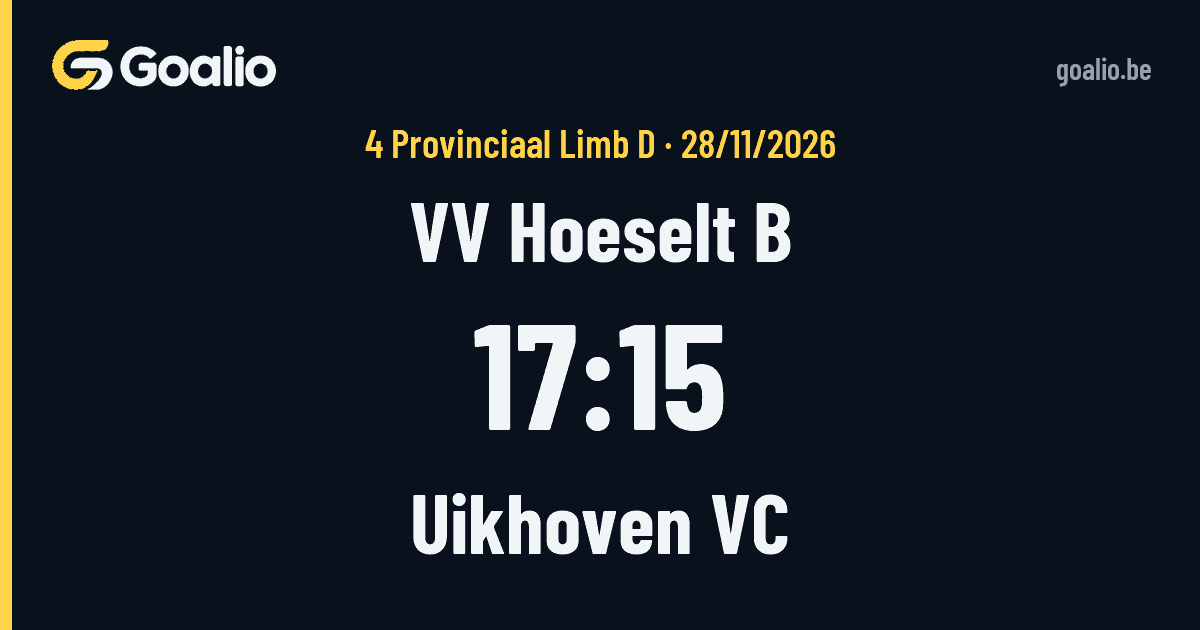 Goalio
goalio.be
4 Provinciaal Limb D · 28/11/2026
VV Hoeselt B
17:15
Uikhoven VC